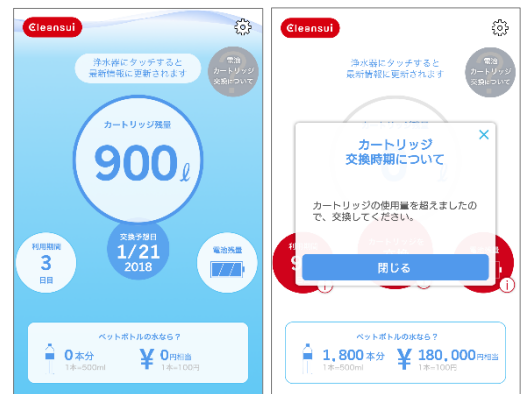 Cleansui
浄水器にタッチすると
最新情報に更新されます
電池
カートリッジ
交換について
カートリッジ残量
900ℓ
利用期間
3
日目
交換予想日
1/21
2018
電池残量
ペットボトルの水なら？
0本分
1本=500ml
¥ 0円相当
1本=100円
Cleansui
浄水器にタッチすると
最新情報に更新されます
電池
カートリッジ
交換について
×
カートリッジ
交換時期について
カートリッジの使用量を超えましたの
で、交換してください。
閉じる
ペットボトルの水なら？
1,800本分
1本=500ml
¥ 180,000円相当
1本=100円